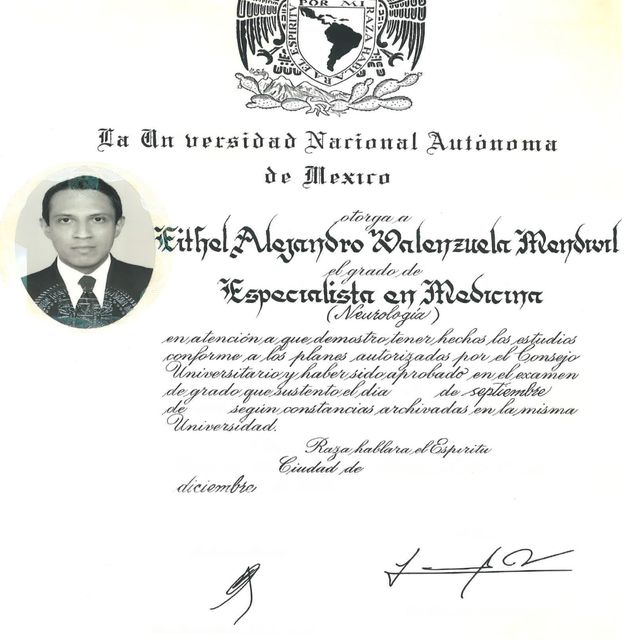 POR MI RAZA HABLARA EL ESPIRITU
La Un versidad Nacional Autónoma
de Mexico
otorga a
Eithel Alejandro Valenzuela Mendwil
el grado de
Especialista en Medicina
(Neurología)
en atención a que demostro tener hechos los estudios
conforme a los planes autorizados por el Consejo
Universitario y haber sido aprobado en el examen
de grado que sustento el dia de septiembre
de según constancias archivadas en la misma
Universidad.
Raza hablara el Espiritu
Ciudad de
diciembre